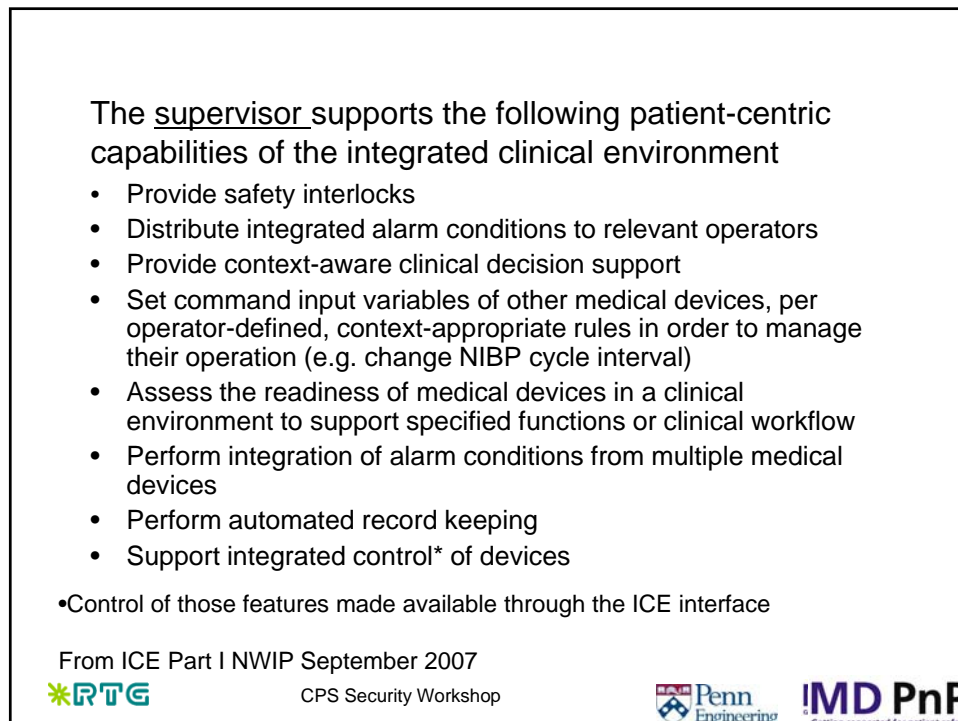 The supervisor supports the following patient-centric
capabilities of the integrated clinical environment
• Provide safety interlocks
• Distribute integrated alarm conditions to relevant operators
• Provide context-aware clinical decision support
• Set command input variables of other medical devices, per
operator-defined, context-appropriate rules in order to manage
their operation (e.g. change NIBP cycle interval)
• Assess the readiness of medical devices in a clinical
environment to support specified functions or clinical workflow
• Perform integration of alarm conditions from multiple medical
devices
• Perform automated record keeping
• Support integrated control* of devices
•Control of those features made available through the ICE interface
From ICE Part I NWIP September 2007
RTG
CPS Security Workshop
Penn
Engineering
MD PnP